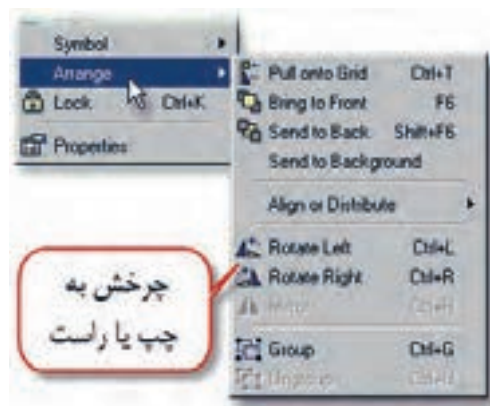 Symbol
Arrange
Lock Ctrl+K
Properties
Pull onto Grid Ctrl+T
Bring to Front F6
Send to Back Shift+F6
Send to Background
Align or Distribute
Rotate Left Ctrl+L
Rotate Right Ctrl+R
Group Ctrl+G
Ungroup
چرخش به
چپ یا راست